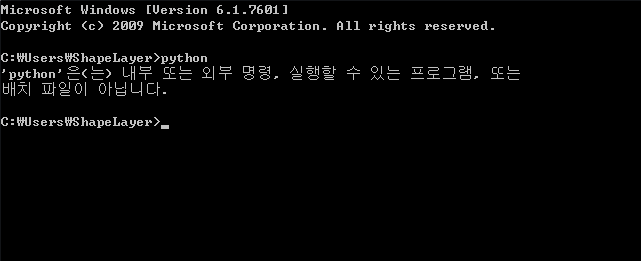 Microsoft Windows [Version 6.1.7601]
Copyright (c) 2009 Microsoft Corporation. All rights reserved.
C:₩Users₩ShapeLayer>python
'python'은(는) 내부 또는 외부 명령, 실행할 수 있는 프로그램, 또는
배치 파일이 아닙니다.
C:₩Users₩ShapeLayer>_